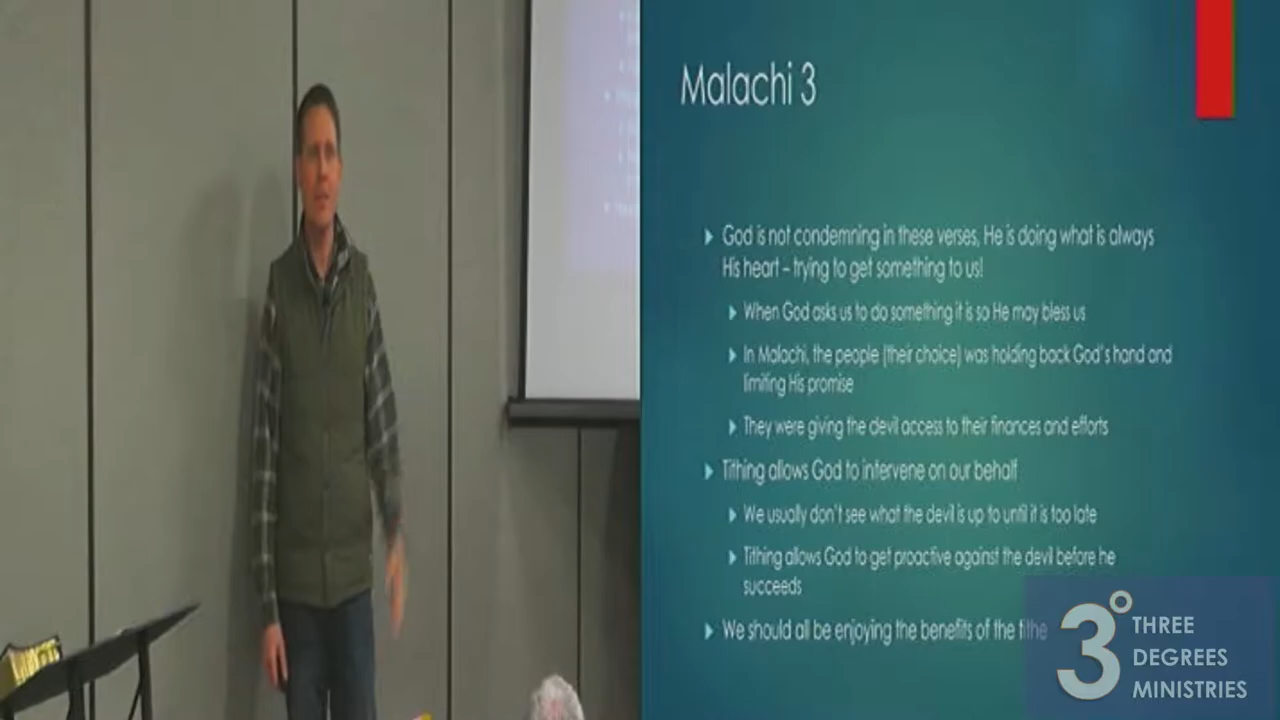 Malachi 3
God is not condemning in these verses, He is doing what is always
His heart – trying to get something to us!
When God asks us to do something it is so He may bless us
In Malachi, the people (their choice) was holding back God's hand and
limiting His promise
They were giving the devil access to their finances and efforts
Tithing allows God to intervene on our behalf
We usually don't see what the devil is up to until it is too late
Tithing allows God to get proactive against the devil before he
succeeds
We should all be enjoying the benefits of the tithe
3° THREE
DEGREES
MINISTRIES